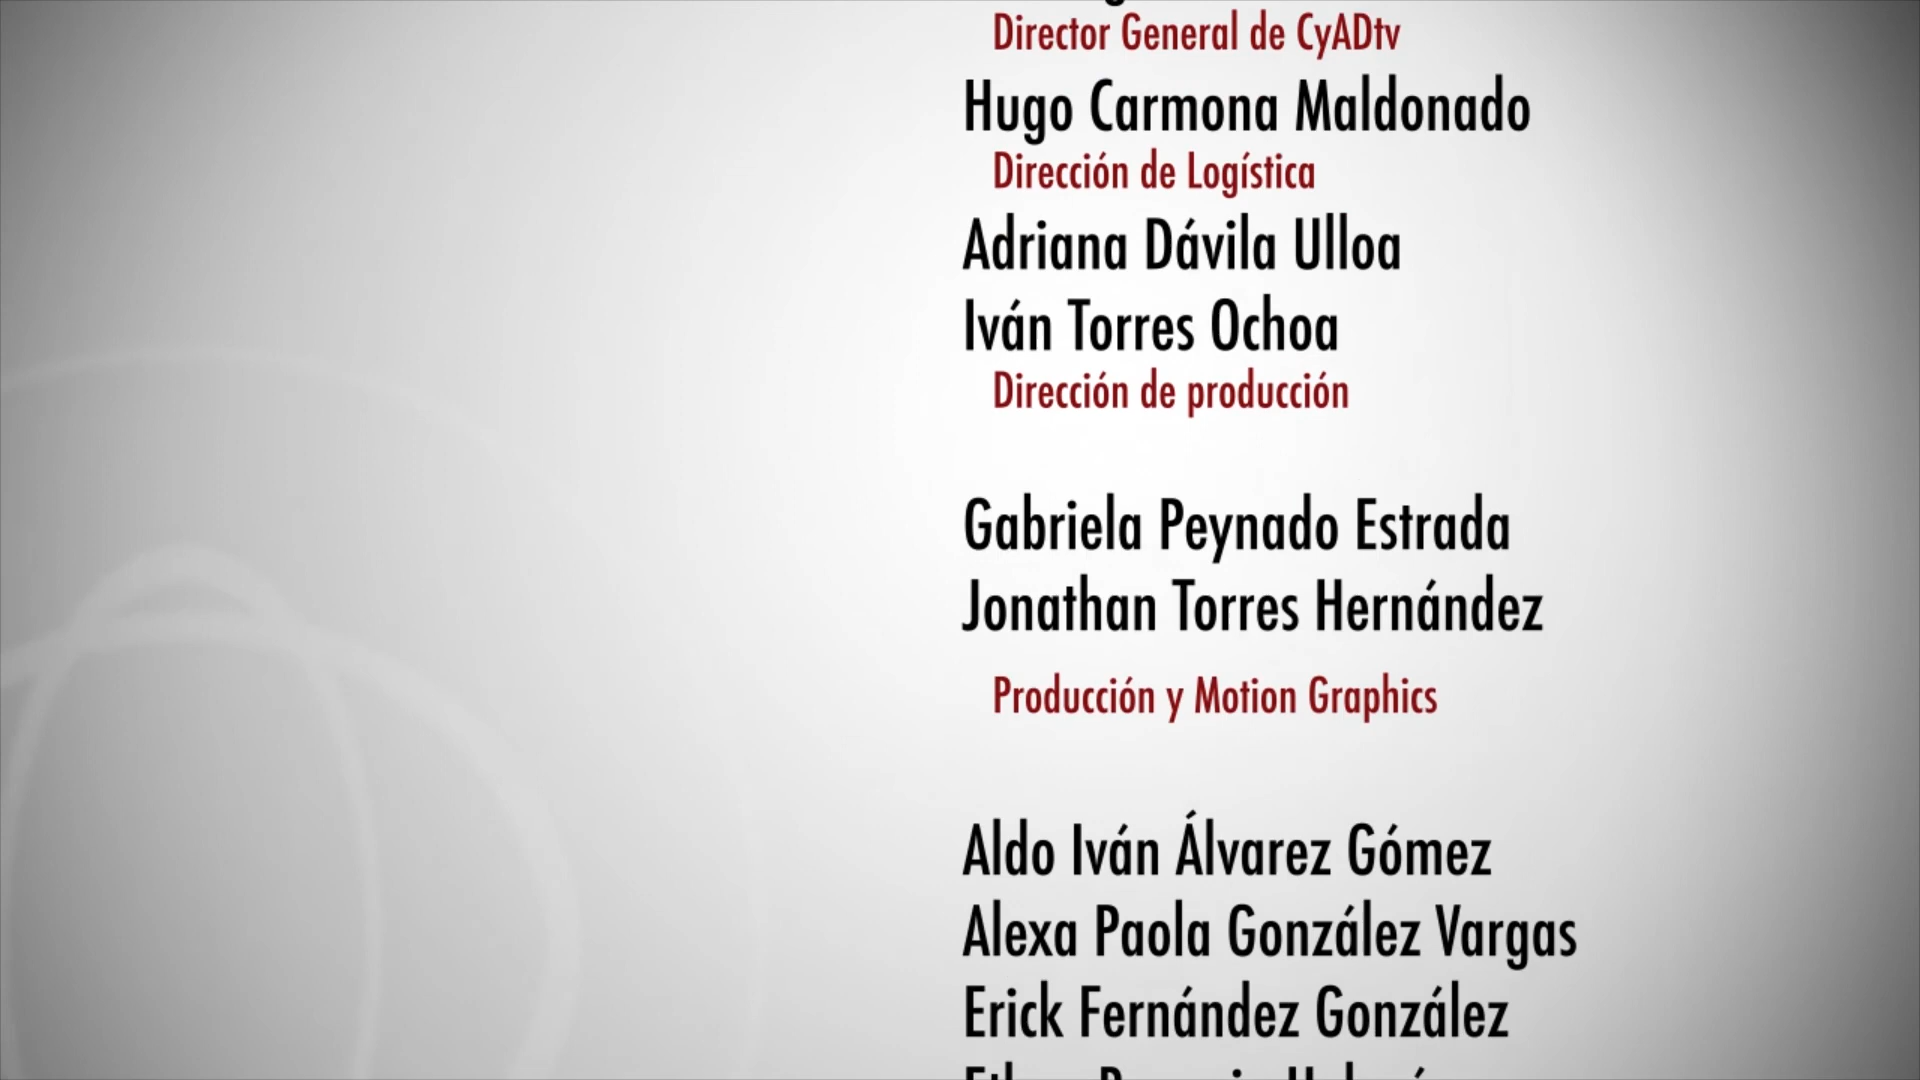 Director General de CyADtv
Hugo Carmona Maldonado
Dirección de Logística
Adriana Dávila Ulloa
Iván Torres Ochoa
Dirección de producción
Gabriela Peynado Estrada
Jonathan Torres Hernández
Producción y Motion Graphics
Aldo Iván Álvarez Gómez
Alexa Paola González Vargas
Erick Fernández González